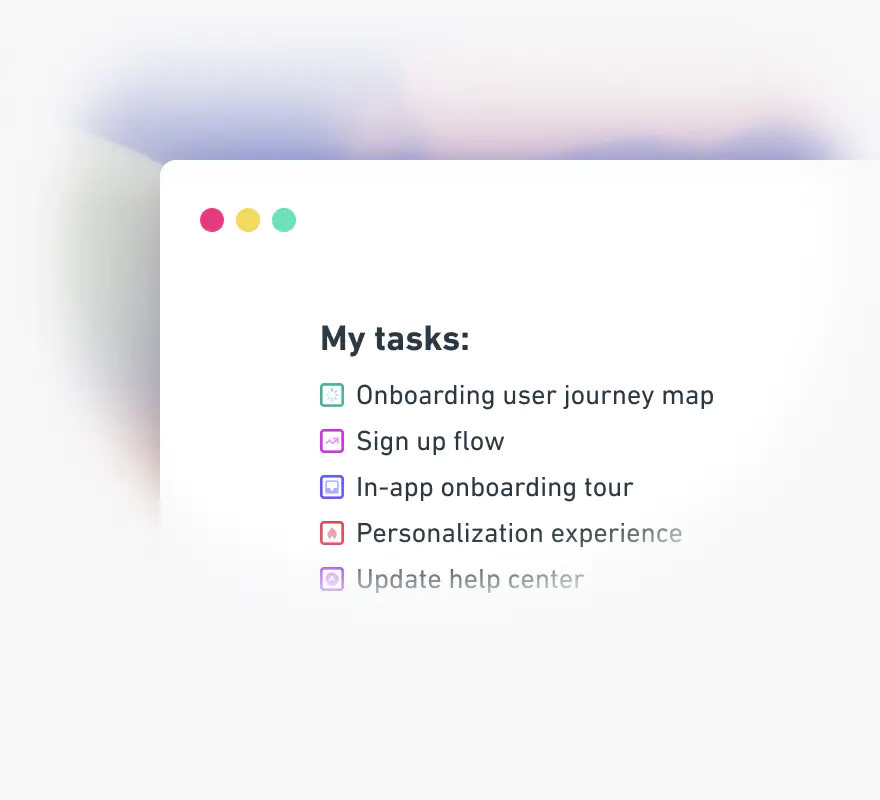 My tasks:
Onboarding user journey map
Sign up flow
In-app onboarding tour
Personalization experience
Update help center